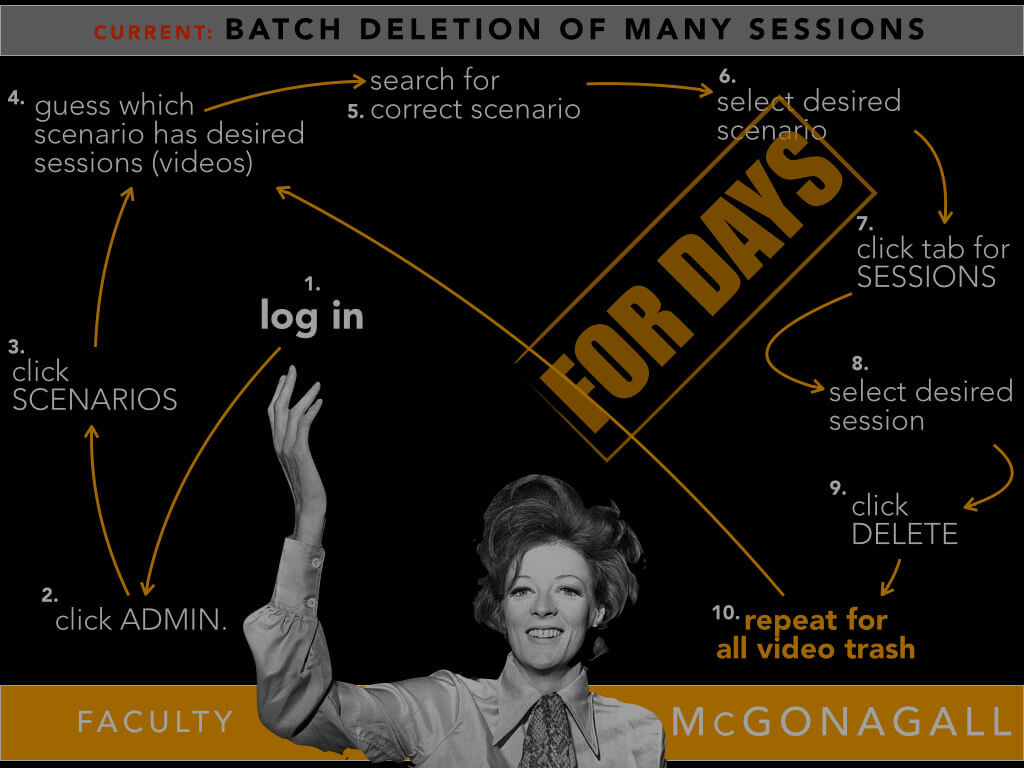 CURRENT: BATCH DELETION OF MANY SESSIONS
1.
log in
2.
click ADMIN.
3.
click
SCENARIOS
4. guess which
scenario has desired
sessions (videos)
search for
5. correct scenario
6.
select desired
scenario
7.
click tab for
SESSIONS
8.
select desired
session
9.
click
DELETE
10. repeat for
all video trash
FOR DAYS
FACULTY
McGONAGALL